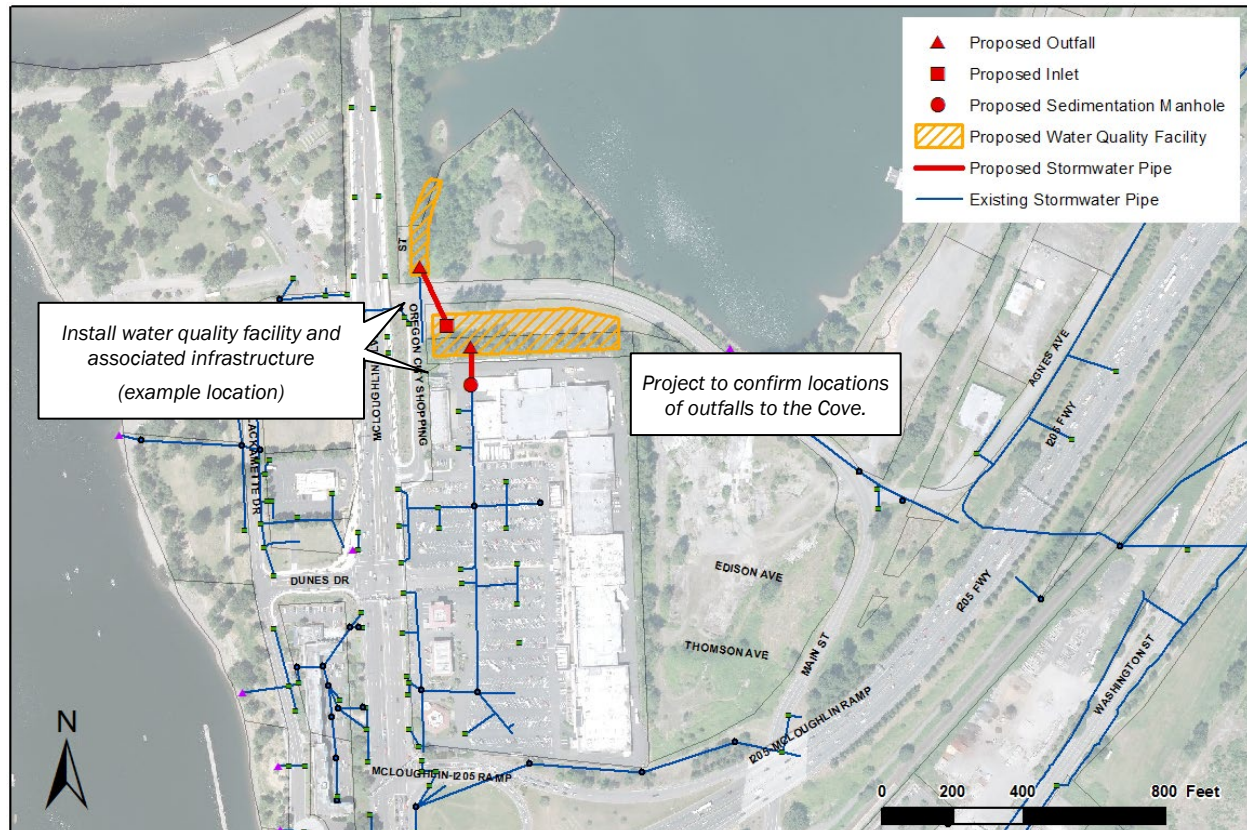 Proposed Outfall
Proposed Inlet
Proposed Sedimentation Manhole
Proposed Water Quality Facility
Proposed Stormwater Pipe
Existing Stormwater Pipe
S7
Install water quality facility and
associated infrastructure
(example location)
MCLOUGHLIN
OREGON CITY SHOPPING
Project to confirm locations
of outfalls to the Cove.
AGNES AVE
I205 FWY
ACKAMETTE DR
DUNES DR
EDISON AVE
THOMSON AVE
MAIN ST
I205 FWY
WASHINGTON ST
I205-MCLOUGHLIN RAMP
MCLOUGHLIN-I205 RAMP
N
0 200 400 800 Feet